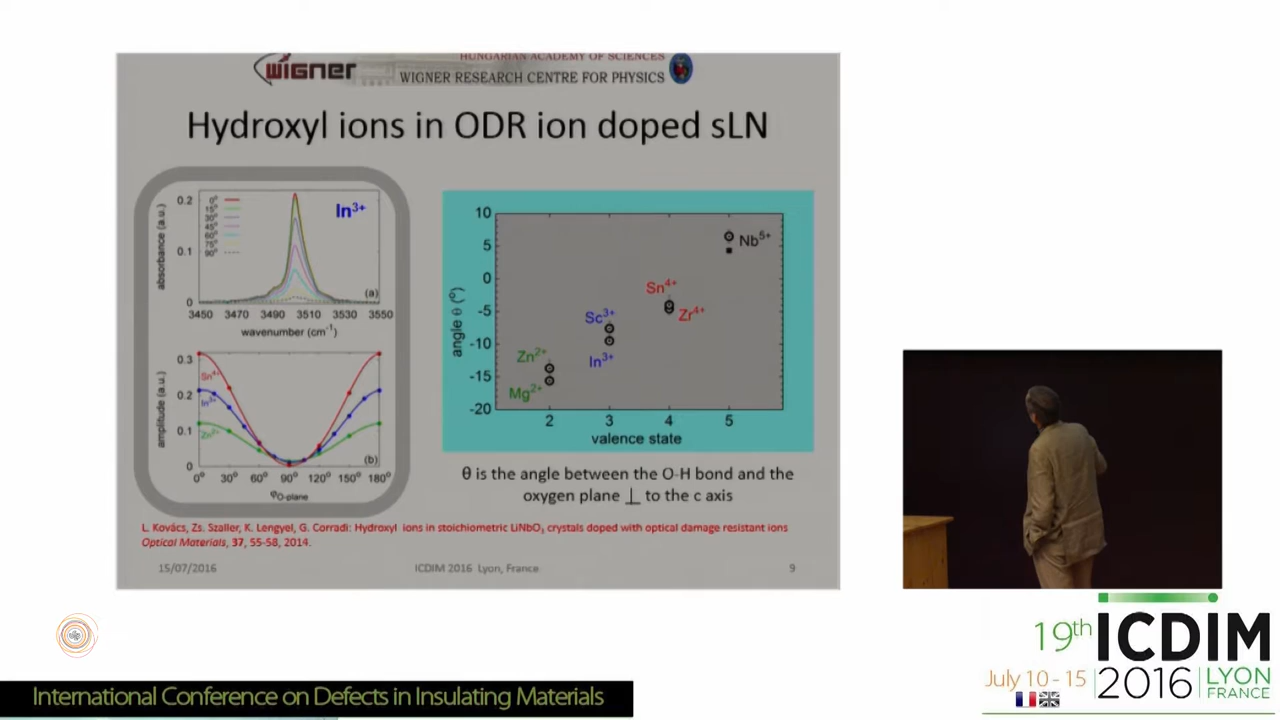 wigner
HUNGARIAN ACADEMY OF SCIENCES
WIGNER RESEARCH CENTRE FOR PHYSICS
Hydroxyl ions in ODR ion doped sLN
In³⁺
0°
15°
30°
45°
60°
75°
90°
absorbance (a.u.)
0.2
0.1
0
(a)
3450 3470 3490 3510 3530 3550
wavenumber (cm⁻¹)
amplitude (a.u.)
0.3
0.2
0.1
0
Sn⁴⁺
In³⁺
Zn²⁺
(b)
0° 30° 60° 90° 120° 150° 180°
φO-plane
angle θ (°)
10
5
0
-5
-10
-15
-20
Nb⁵⁺
Sn⁴⁺
Zr⁴⁺
Sc³⁺
In³⁺
Zn²⁺
Mg²⁺
2 3 4 5
valence state
θ is the angle between the O-H bond and the
oxygen plane ⊥ to the c axis
L. Kovács, Zs. Szaller, K. Lengyel, G. Corradi: Hydroxyl ions in stoichiometric LiNbO₃ crystals doped with optical damage resistant ions
Optical Materials, 37, 55-58, 2014.
15/07/2016 ICDIM 2016 Lyon, France 9
19th ICDIM
July 10 - 15 2016 LYON
FRANCE
International Conference on Defects in Insulating Materials